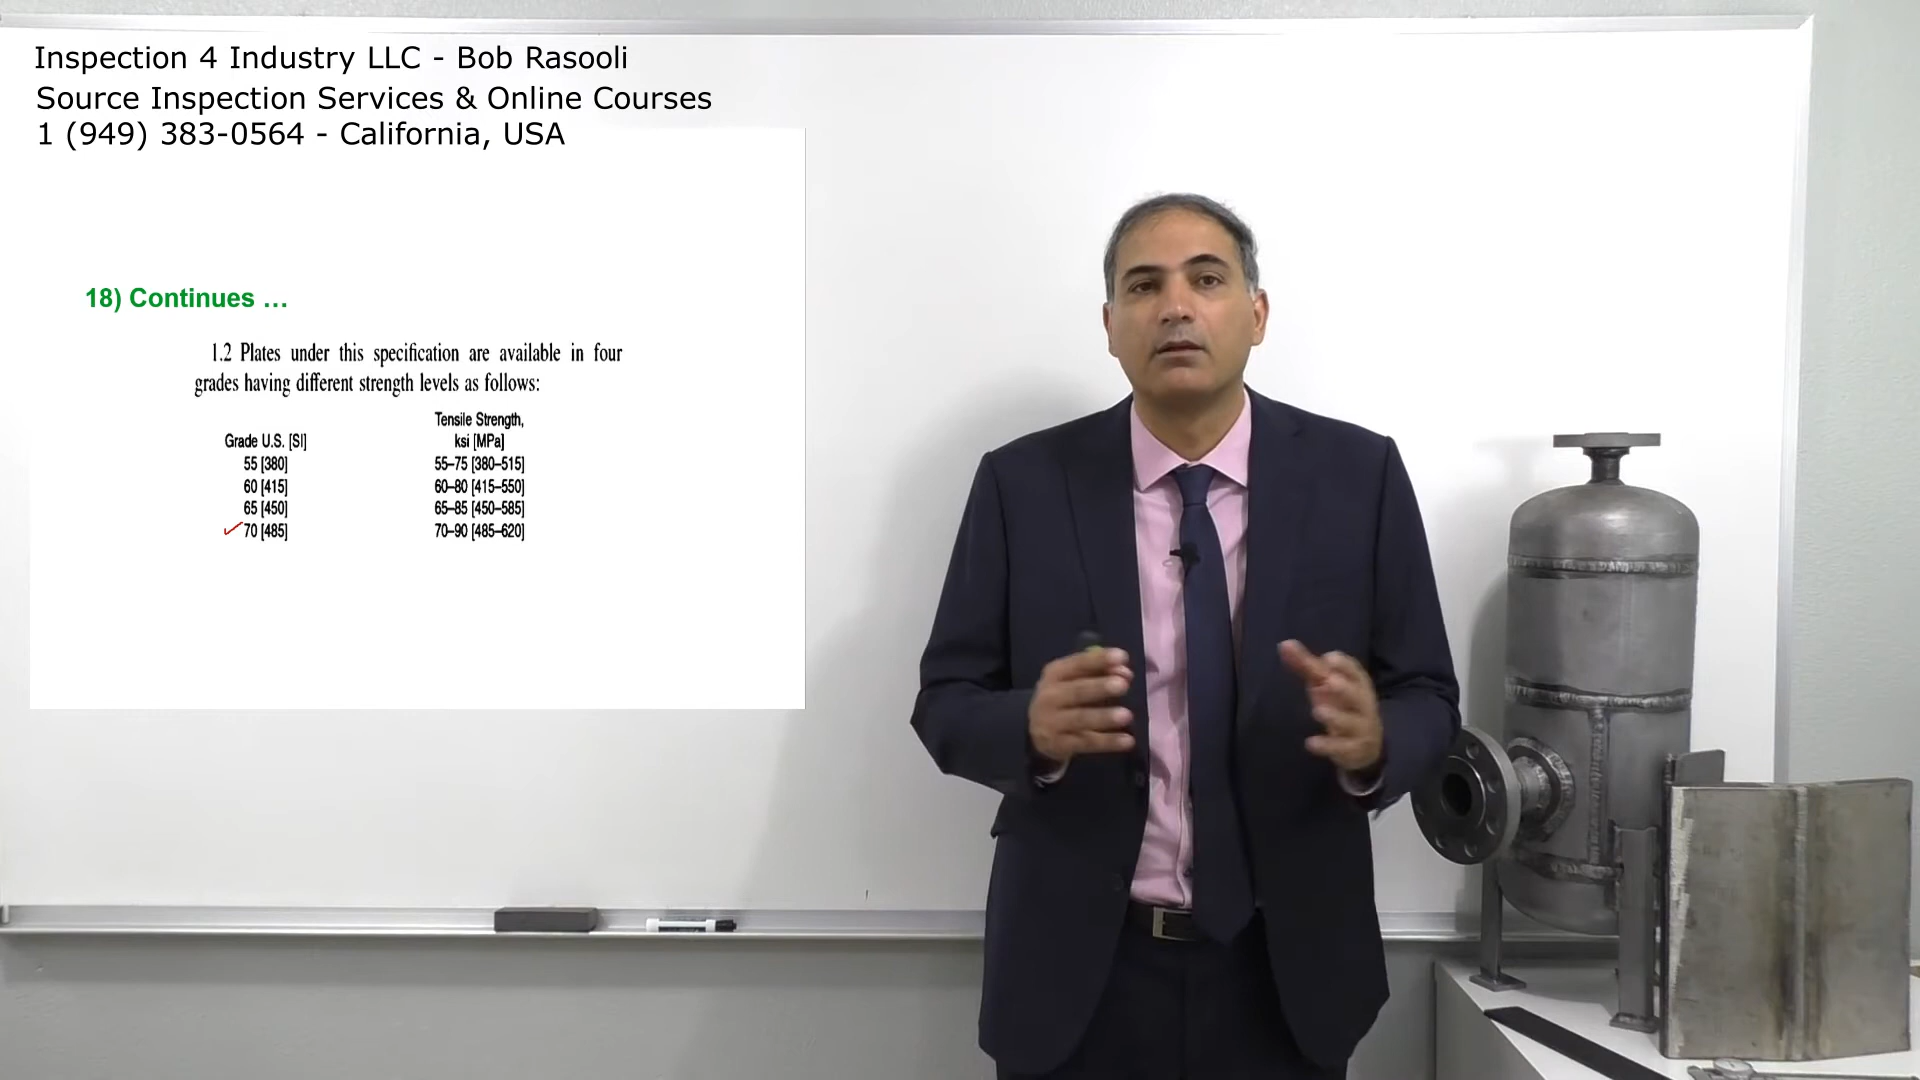 Inspection 4 Industry LLC - Bob Rasooli
Source Inspection Services & Online Courses
1 (949) 383-0564 - California, USA
18) Continues …
1.2 Plates under this specification are available in four
grades having different strength levels as follows:
Tensile Strength,
Grade U.S. [SI] ksi [MPa]
55 [380] 55–75 [380–515]
60 [415] 60–80 [415–550]
65 [450] 65–85 [450–585]
70 [485] 70–90 [485–620]